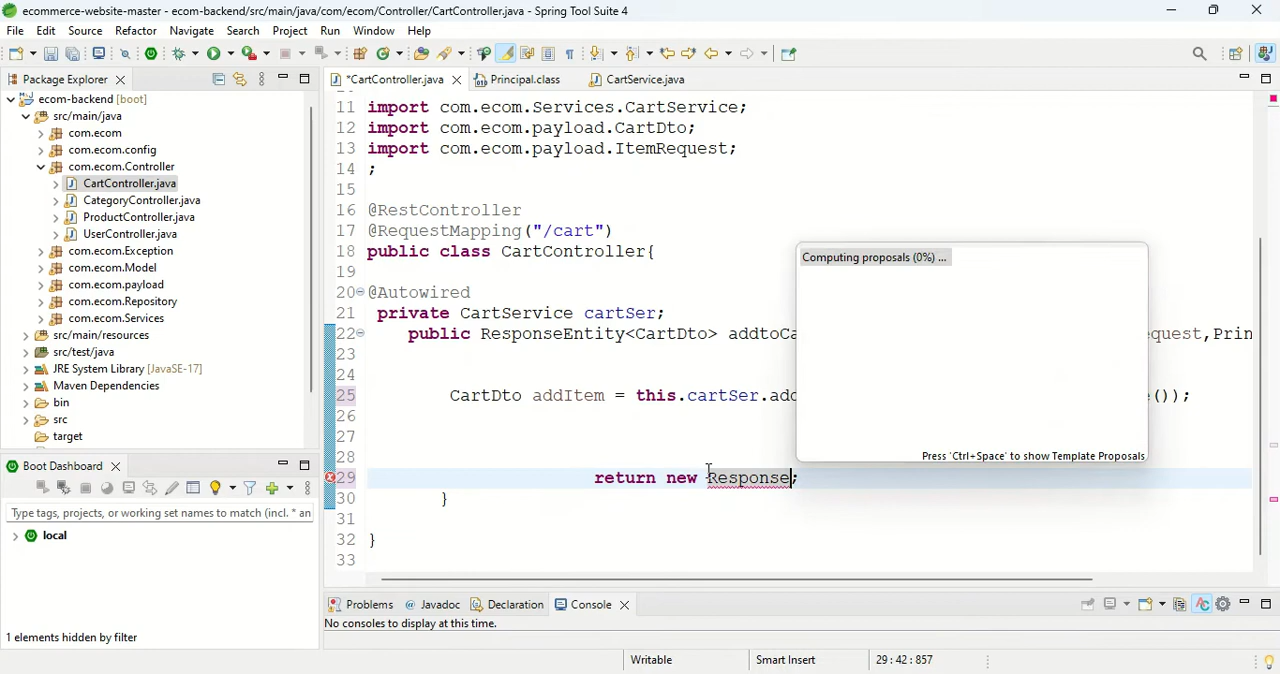 ecommerce-website-master - ecom-backend/src/main/java/com/ecom/Controller/CartController.java - Spring Tool Suite 4
File Edit Source Refactor Navigate Search Project Run Window Help
Package Explorer
*CartController.java Principal.class CartService.java
ecom-backend [boot]
src/main/java
com.ecom
com.ecom.config
com.ecom.Controller
CartController.java
CategoryController.java
ProductController.java
UserController.java
com.ecom.Exception
com.ecom.Model
com.ecom.payload
com.ecom.Repository
com.ecom.Services
src/main/resources
src/test/java
JRE System Library [JavaSE-17]
Maven Dependencies
bin
src
target
11 import com.ecom.Services.CartService;
12 import com.ecom.payload.CartDto;
13 import com.ecom.payload.ItemRequest;
14 ;
15
16 @RestController
17 @RequestMapping("/cart")
18 public class CartController{
19
20 @Autowired
21 private CartService cartSer;
22 public ResponseEntity<CartDto> addtoCa quest,Prin
23
24
25 CartDto addItem = this.cartSer.add e());
26
27
28
29 return new Response;
30 }
31
32 }
33
Computing proposals (0%) ...
Press 'Ctrl+Space' to show Template Proposals
Boot Dashboard
Type tags, projects, or working set names to match (incl. * an
local
1 elements hidden by filter
Problems Javadoc Declaration Console
No consoles to display at this time.
Writable Smart Insert 29 : 42 : 857